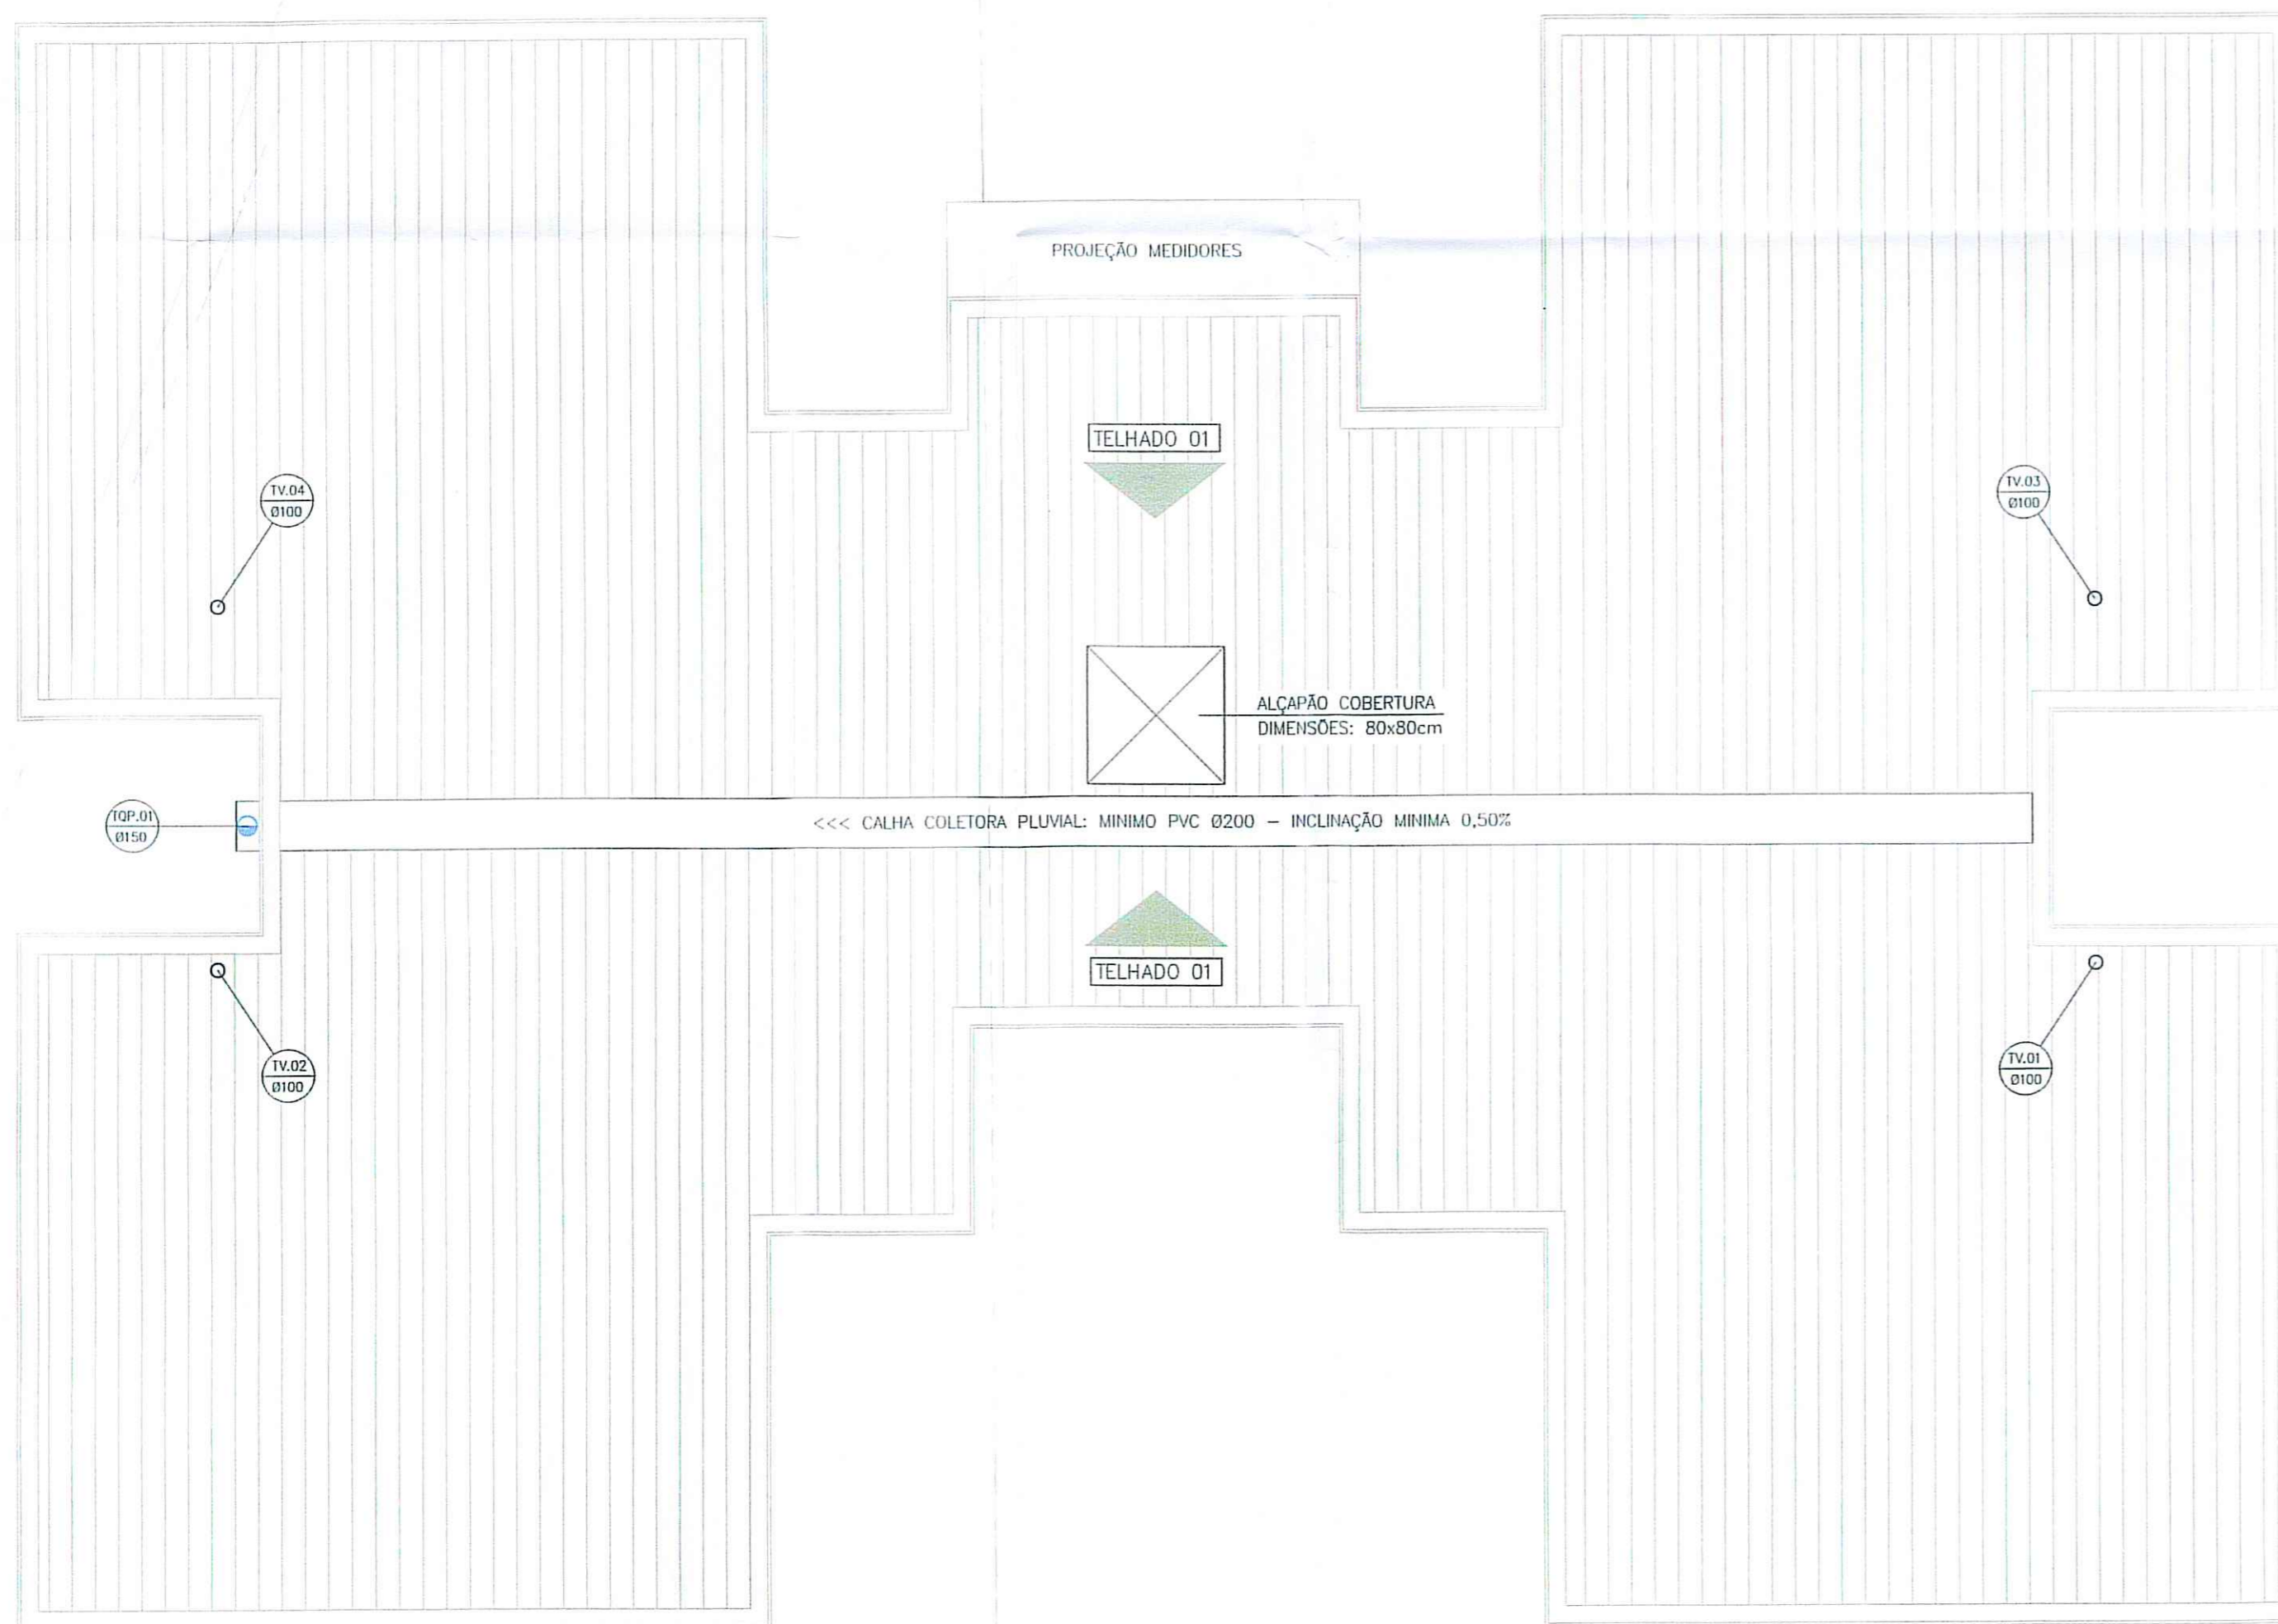 PROJEÇÃO MEDIDORES
TELHADO 01
TV.04
Ø100
TV.03
Ø100
ALÇAPÃO COBERTURA
DIMENSÕES: 80x80cm
TQP.01
Ø150
<<< CALHA COLETORA PLUVIAL: MINIMO PVC Ø200 – INCLINAÇÃO MINIMA 0,50%
TELHADO 01
TV.02
Ø100
TV.01
Ø100